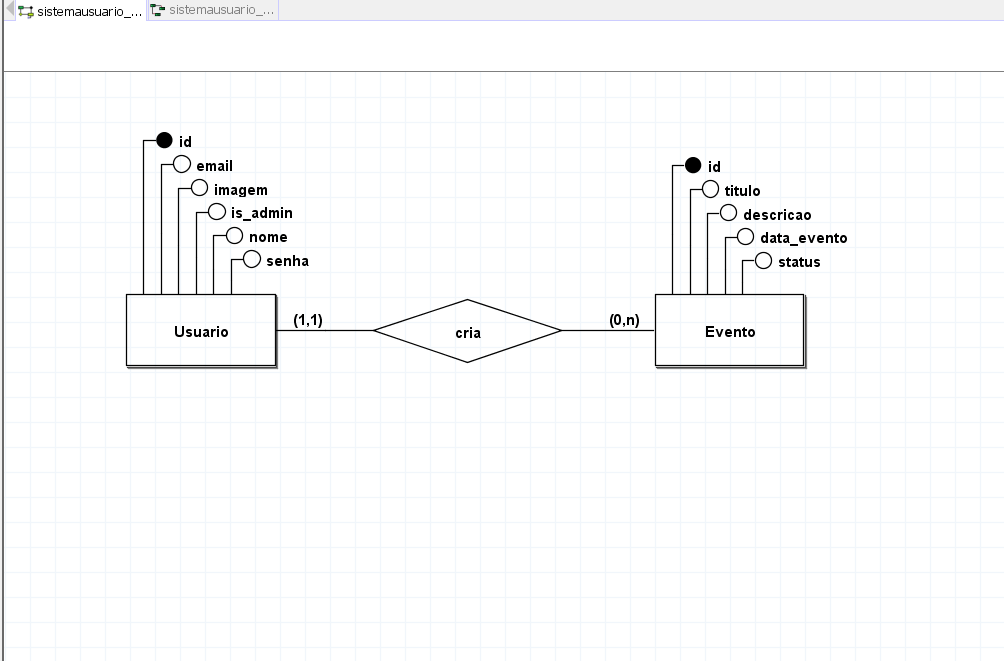 sistemausuario_...
sistemausuario_...
id
email
imagem
is_admin
nome
senha
Usuario
(1,1)
cria
(0,n)
id
titulo
descricao
data_evento
status
Evento